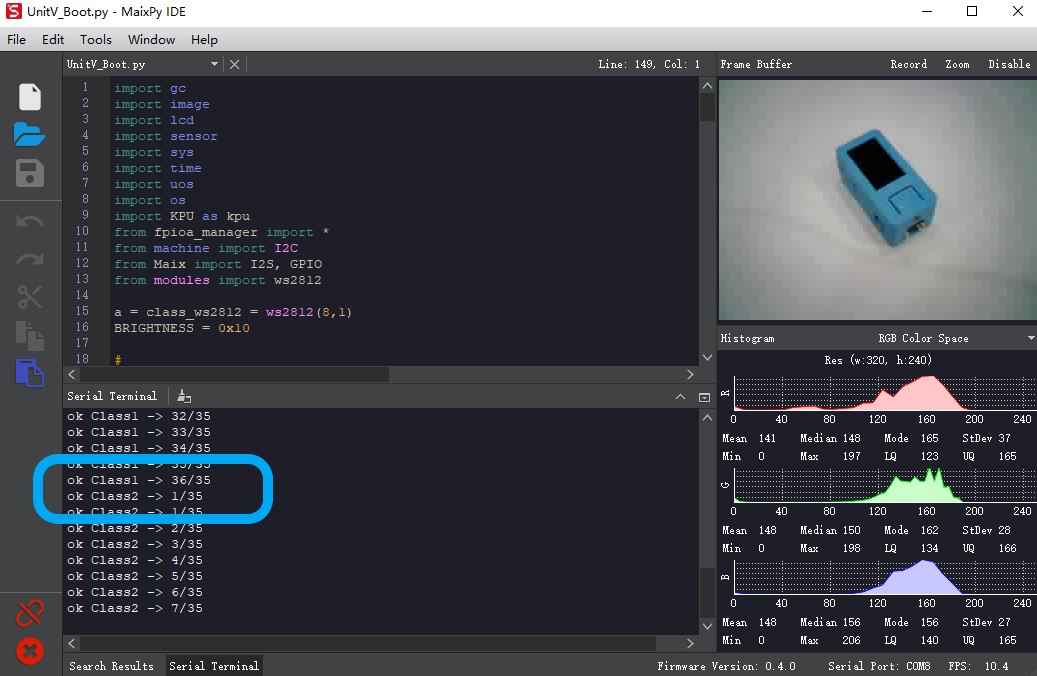 UnitV_Boot.py - MaixPy IDE
File Edit Tools Window Help
UnitV_Boot.py
Line: 149, Col: 1
1 import gc
2 import image
3 import lcd
4 import sensor
5 import sys
6 import time
7 import uos
8 import os
9 import KPU as kpu
10 from fpioa_manager import *
11 from machine import I2C
12 from Maix import I2S, GPIO
13 from modules import ws2812
14
15 a = class_ws2812 = ws2812(8,1)
16 BRIGHTNESS = 0x10
17
18 #
Serial Terminal
ok Class1 -> 32/35
ok Class1 -> 33/35
ok Class1 -> 34/35
ok Class1 -> 35/35
ok Class1 -> 36/35
ok Class2 -> 1/35
ok Class2 -> 1/35
ok Class2 -> 2/35
ok Class2 -> 3/35
ok Class2 -> 4/35
ok Class2 -> 5/35
ok Class2 -> 6/35
ok Class2 -> 7/35
Search Results Serial Terminal
Frame Buffer Record Zoom Disable
Histogram RGB Color Space
Res (w:320, h:240)
R
0 40 80 120 160 200 240
Mean 141 Median 148 Mode 165 StDev 37
Min 0 Max 197 LQ 123 UQ 165
G
0 40 80 120 160 200 240
Mean 148 Median 150 Mode 162 StDev 28
Min 0 Max 198 LQ 134 UQ 166
B
0 40 80 120 160 200 240
Mean 148 Median 156 Mode 156 StDev 27
Min 0 Max 206 LQ 140 UQ 165
Firmware Version: 0.4.0 Serial Port: COM8 FPS: 10.4